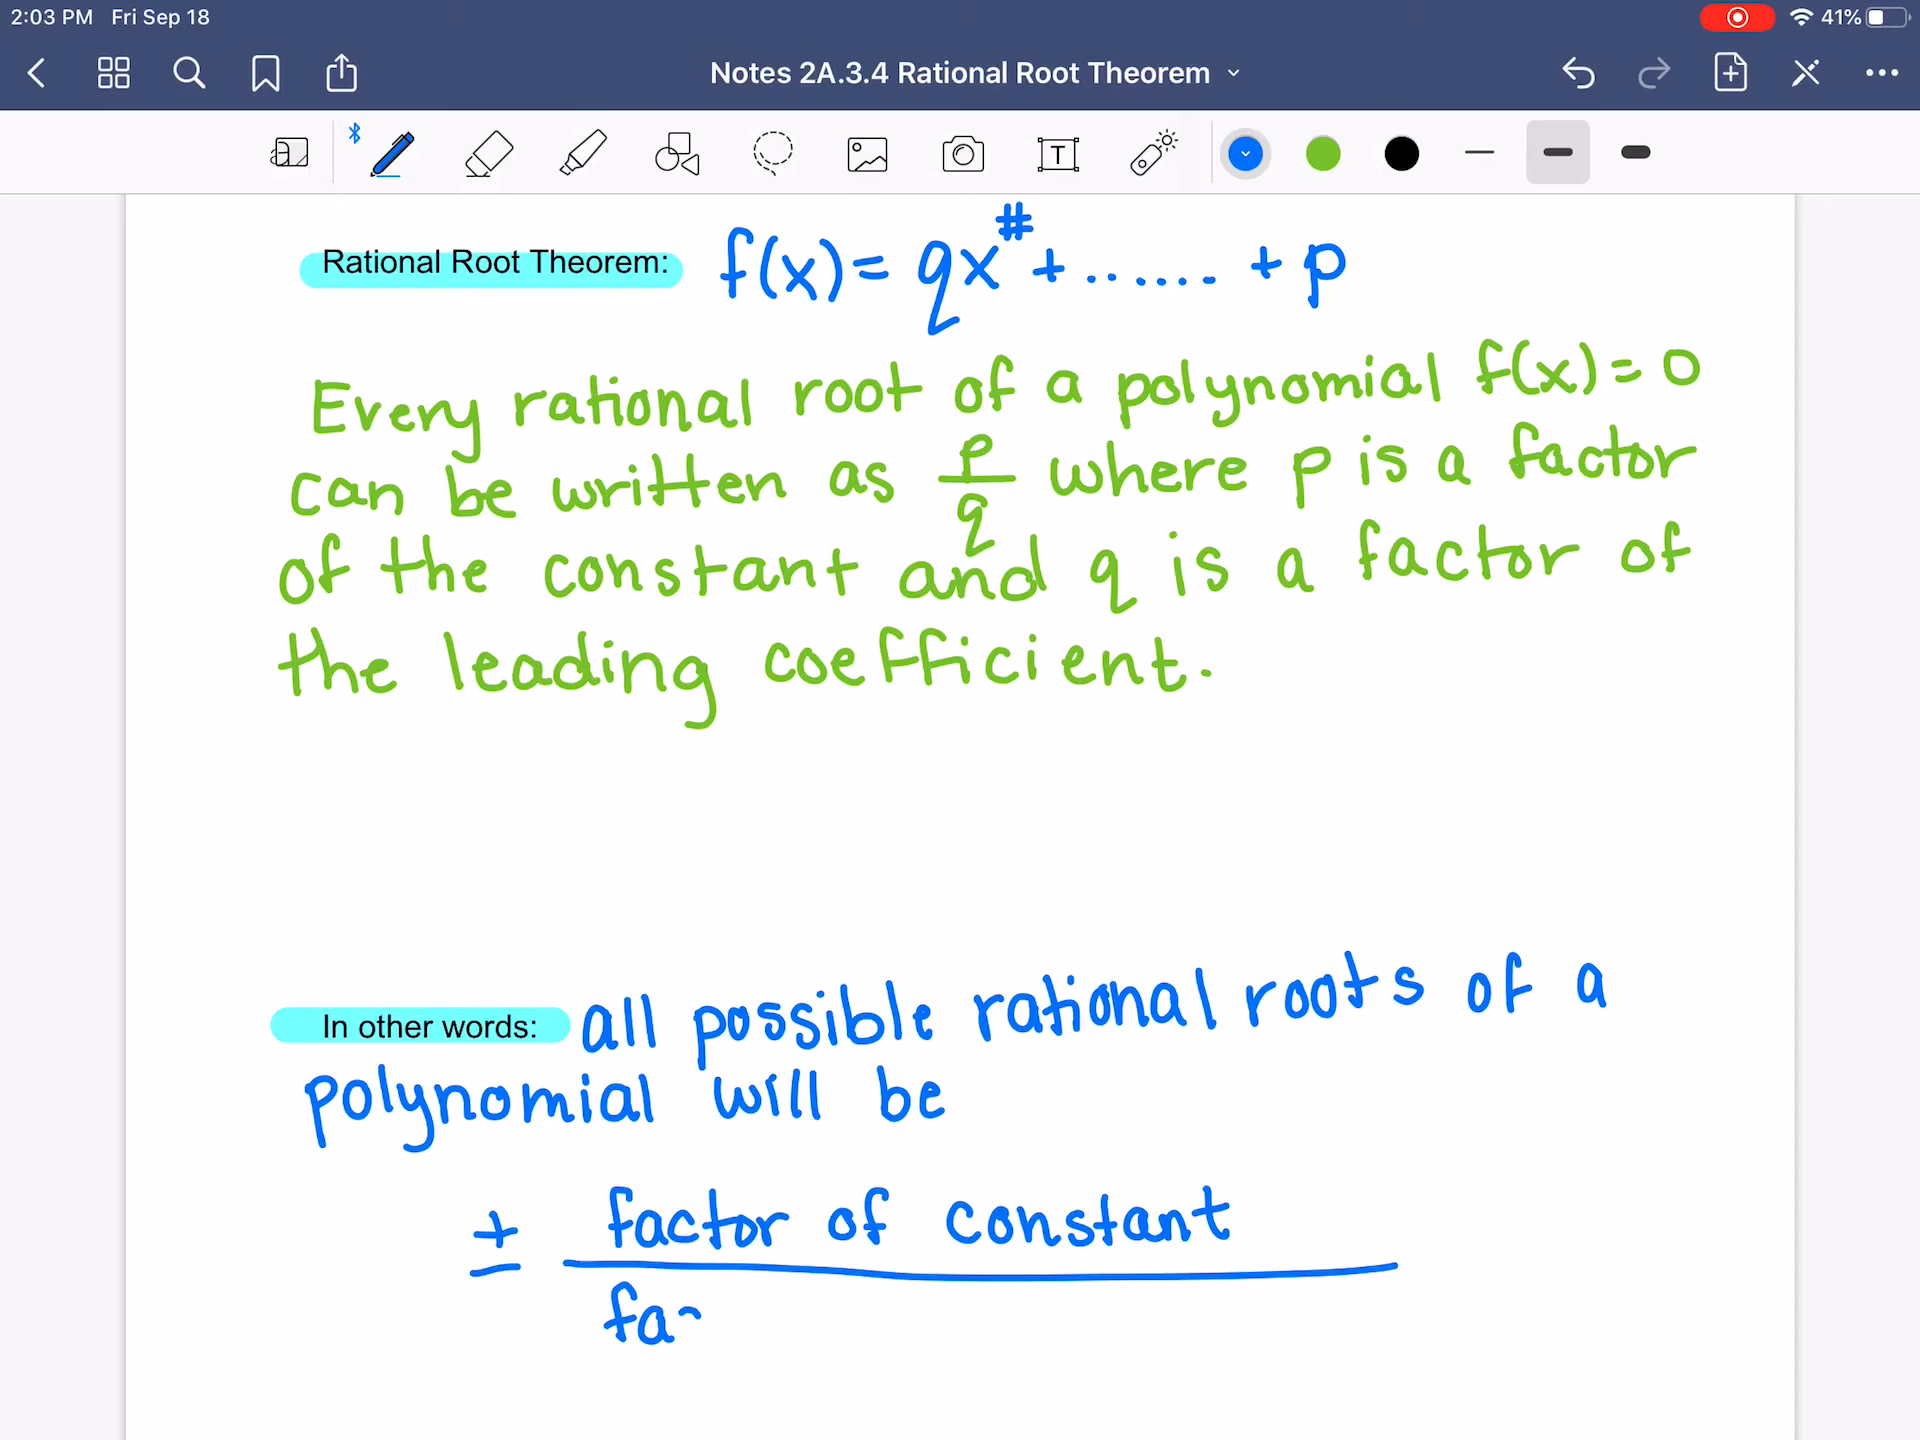 2:03 PM Fri Sep 18 41%
Notes 2A.3.4 Rational Root Theorem
Rational Root Theorem: f(x) = qx^# + ....... + p
Every rational root of a polynomial f(x) = 0
can be written as p/q where p is a factor
of the constant and q is a factor of
the leading coefficient.
In other words: all possible rational roots of a
polynomial will be
± factor of constant
fa